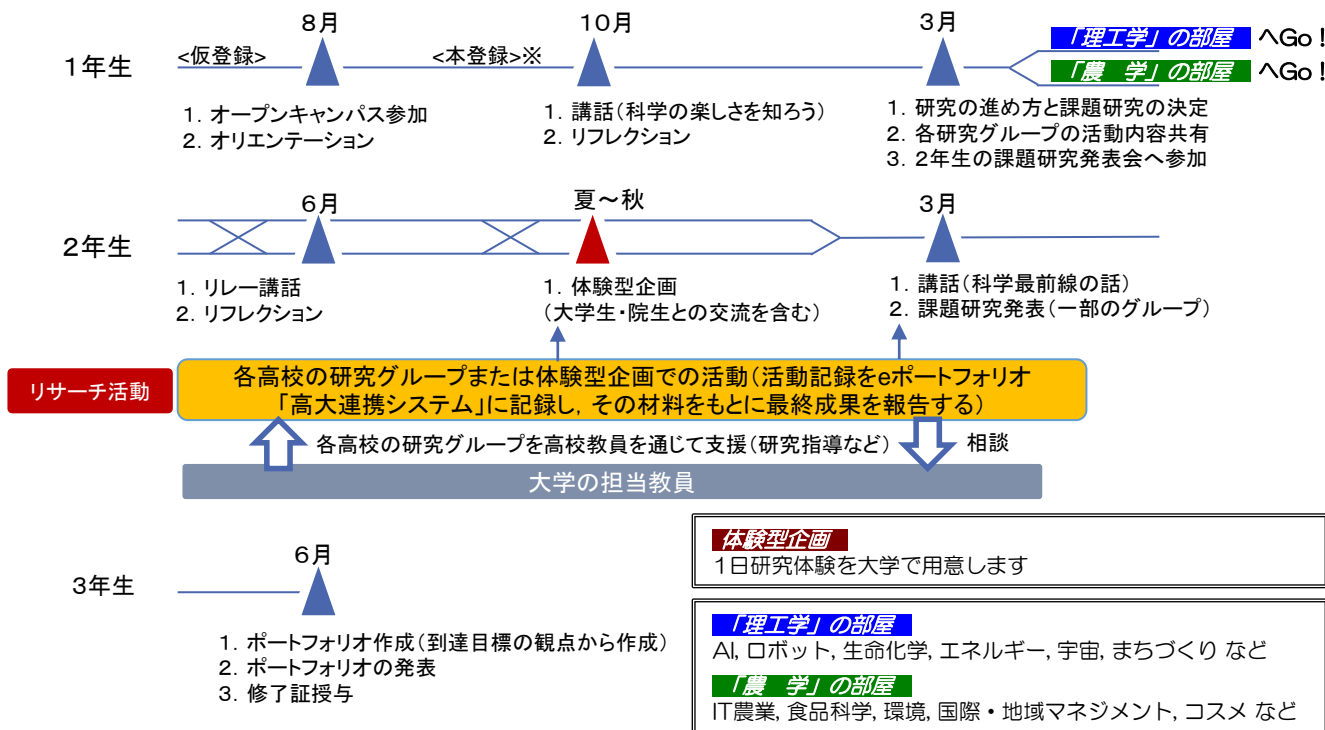 8月
10月
3月
「理工学」の部屋 へGo！
1年生
<仮登録>
<本登録>※
「農　学」の部屋 へGo！
1. オープンキャンパス参加
2. オリエンテーション
1. 講話（科学の楽しさを知ろう）
2. リフレクション
1. 研究の進め方と課題研究の決定
2. 各研究グループの活動内容共有
3. 2年生の課題研究発表会へ参加
6月
夏～秋
3月
2年生
1. リレー講話
2. リフレクション
1. 体験型企画
（大学生・院生との交流を含む）
1. 講話（科学最前線の話）
2. 課題研究発表（一部のグループ）
リサーチ活動
各高校の研究グループまたは体験型企画での活動（活動記録をeポートフォリオ
「高大連携システム」に記録し，その材料をもとに最終成果を報告する）
各高校の研究グループを高校教員を通じて支援（研究指導など）
相談
大学の担当教員
6月
3年生
1. ポートフォリオ作成（到達目標の観点から作成）
2. ポートフォリオの発表
3. 修了証授与
体験型企画
1日研究体験を大学で用意します
「理工学」の部屋
AI, ロボット, 生命化学, エネルギー, 宇宙, まちづくり など
「農　学」の部屋
IT農業, 食品科学, 環境, 国際・地域マネジメント, コスメ など